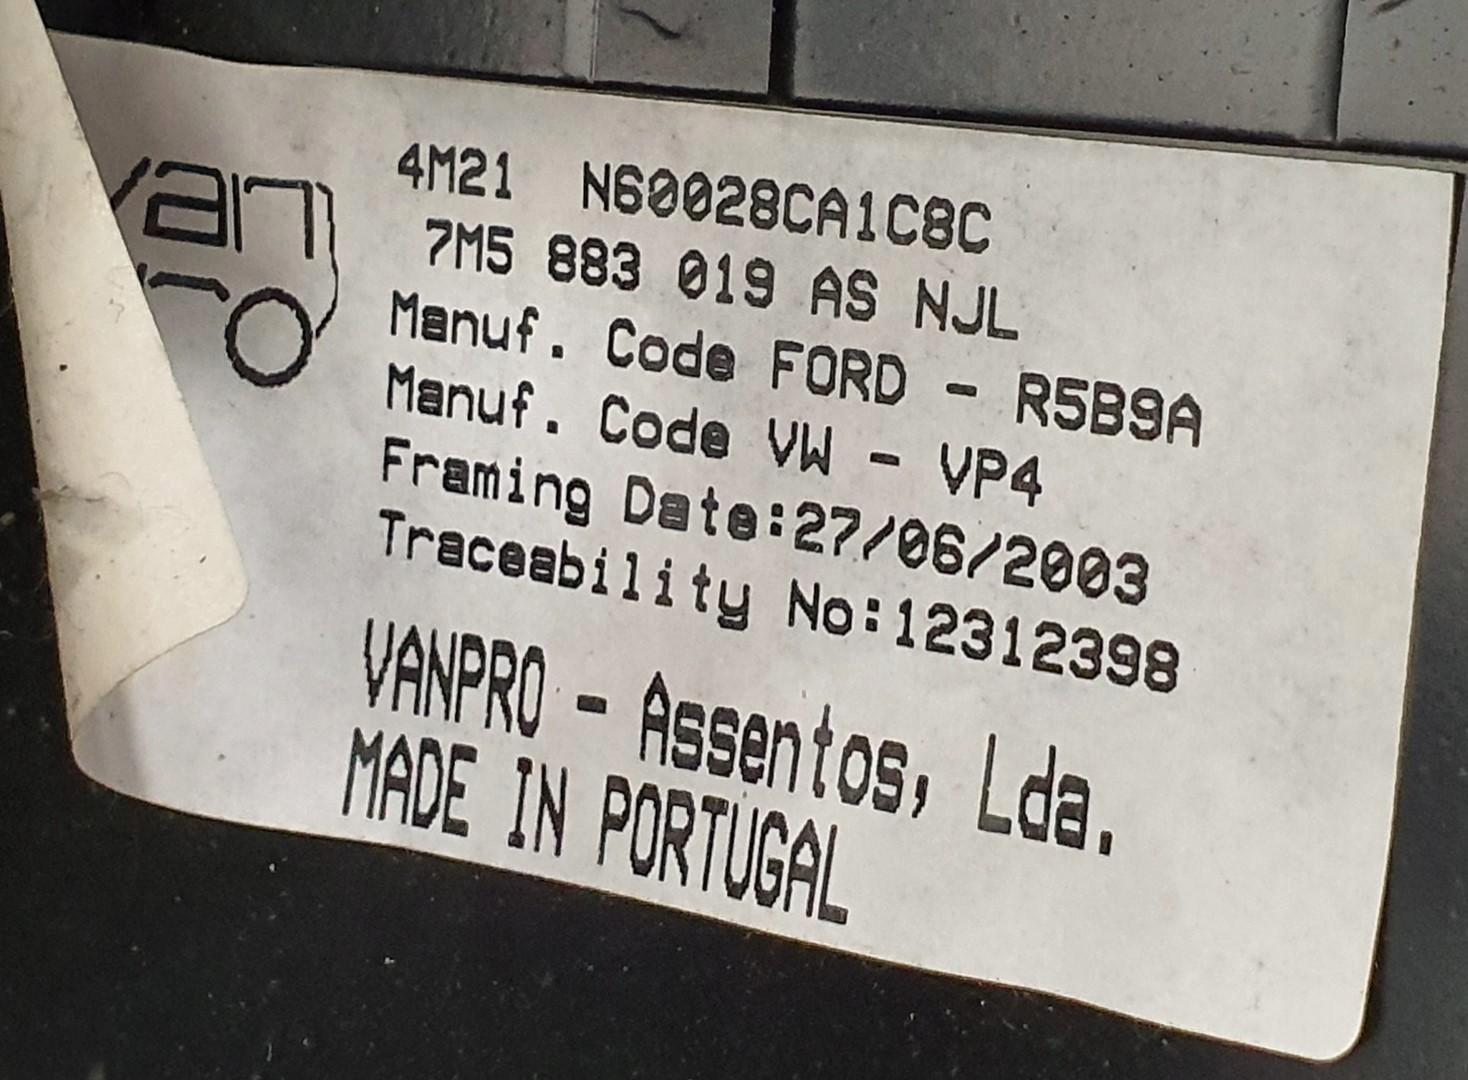 van
4M21 N60028CA1C8C
7M5 883 019 AS NJL
Manuf. Code FORD - R5B9A
Manuf. Code VW - VP4
Framing Date:27/06/2003
Traceability No:12312398
VANPRO - Assentos, Lda.
MADE IN PORTUGAL